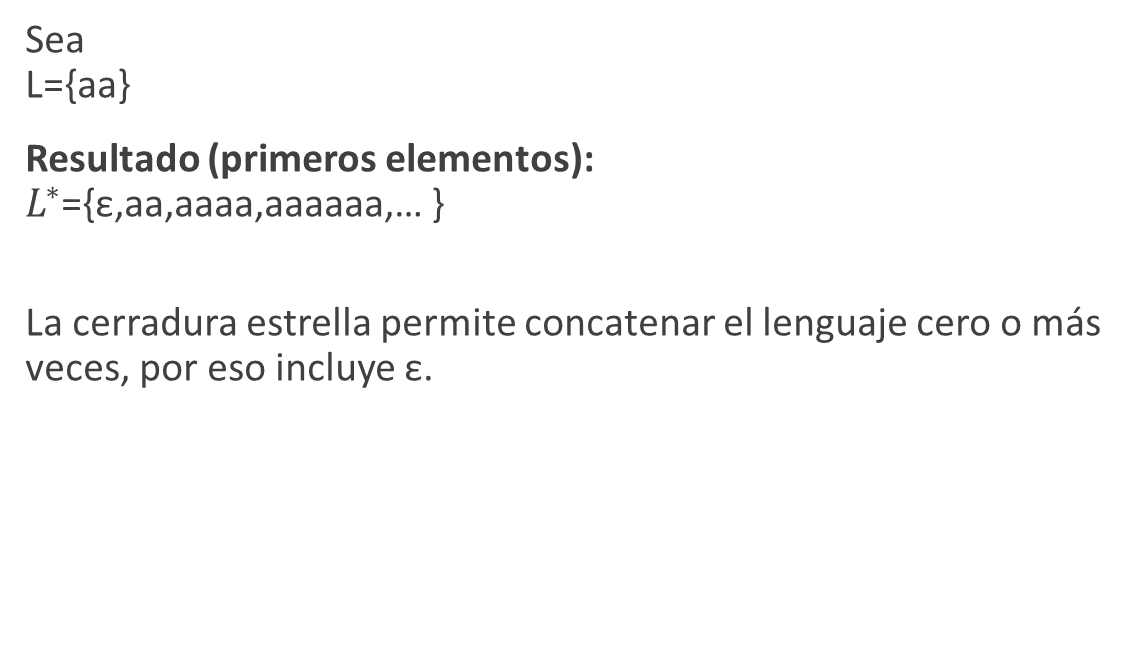 Sea
L={aa}
Resultado (primeros elementos):
L*={ε,aa,aaaa,aaaaaa,… }
La cerradura estrella permite concatenar el lenguaje cero o más
veces, por eso incluye ε.